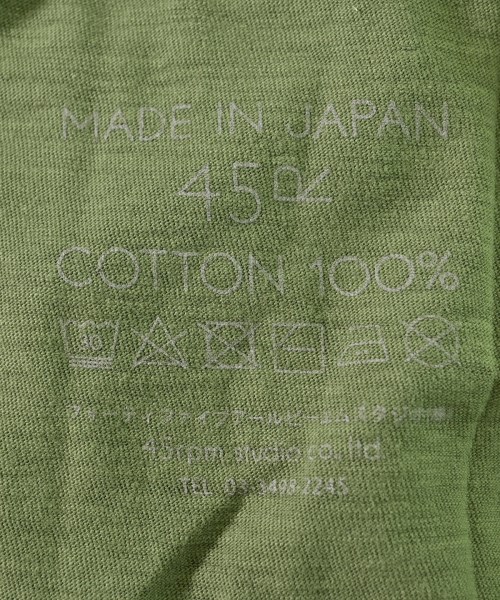 MADE IN JAPAN
45R
COTTON 100%
30
45rpm studio co., ltd.
TEL 03-3498-2245